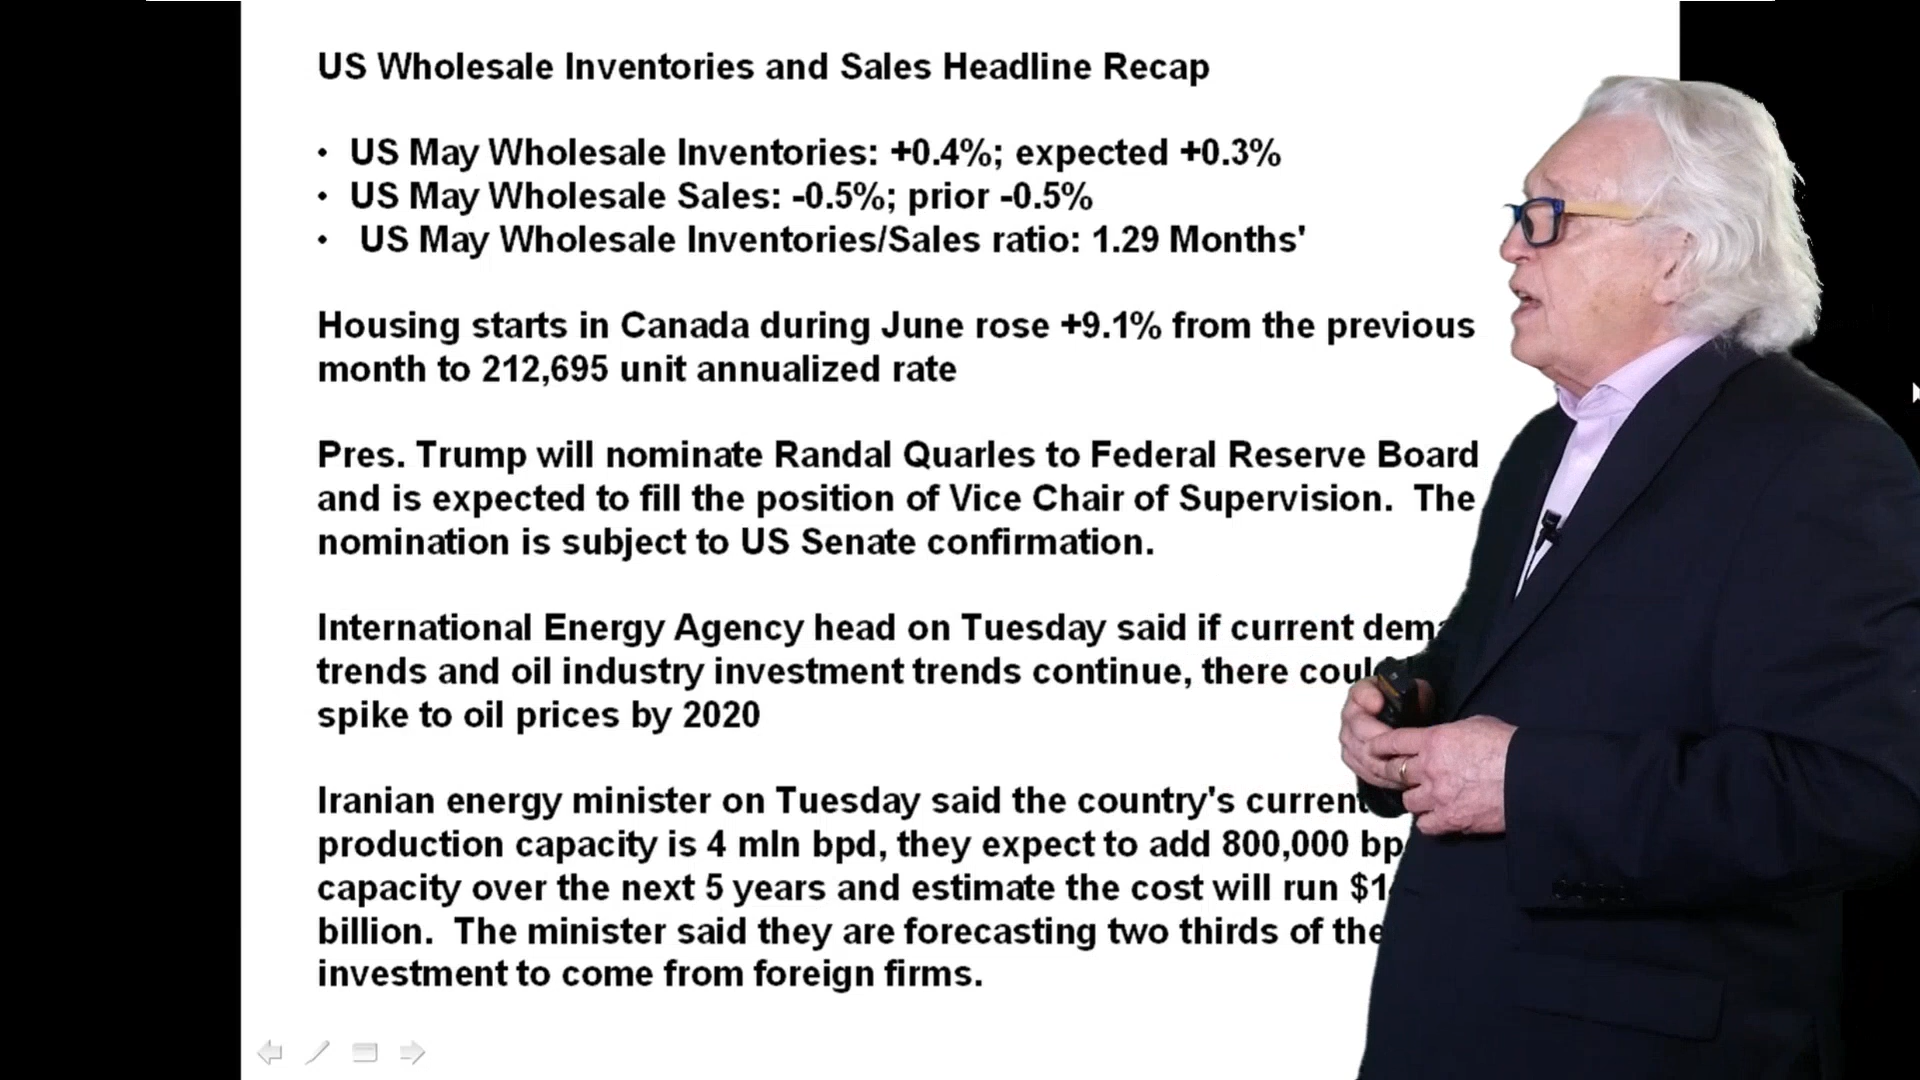 US Wholesale Inventories and Sales Headline Recap
• US May Wholesale Inventories: +0.4%; expected +0.3%
• US May Wholesale Sales: -0.5%; prior -0.5%
• US May Wholesale Inventories/Sales ratio: 1.29 Months'
Housing starts in Canada during June rose +9.1% from the previous
month to 212,695 unit annualized rate
Pres. Trump will nominate Randal Quarles to Federal Reserve Board
and is expected to fill the position of Vice Chair of Supervision. The
nomination is subject to US Senate confirmation.
International Energy Agency head on Tuesday said if current
trends and oil industry investment trends continue, there
spike to oil prices by 2020
Iranian energy minister on Tuesday said the country's current
production capacity is 4 mln bpd, they expect to add 800,000
capacity over the next 5 years and estimate the cost will run
billion. The minister said they are forecasting two thirds of the
investment to come from foreign firms.